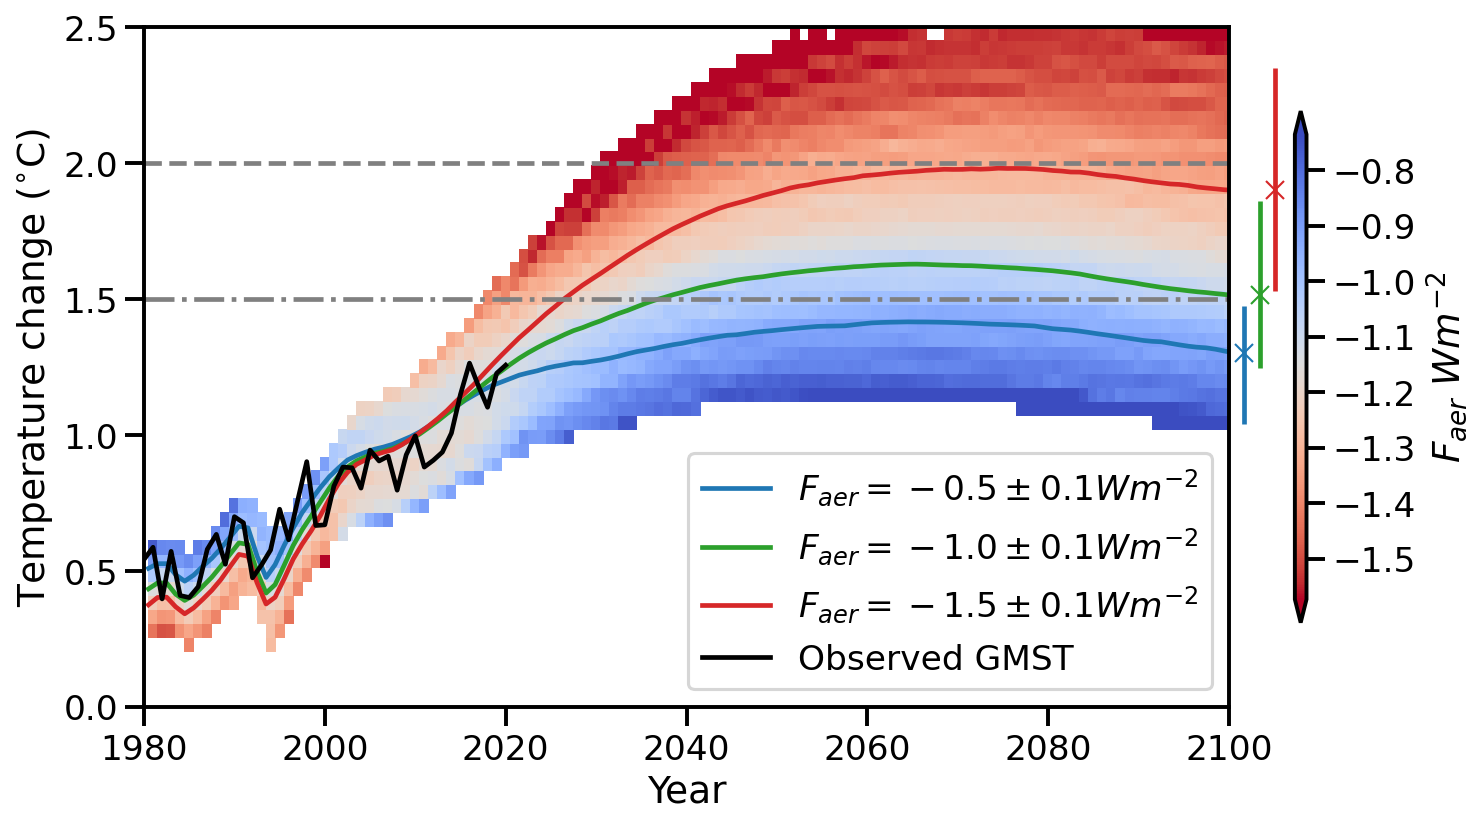 2.5
2.0
1.5
1.0
0.5
0.0
Temperature change (°C)
1980 2000 2020 2040 2060 2080 2100
Year
F_aer = −0.5 ± 0.1Wm⁻²
F_aer = −1.0 ± 0.1Wm⁻²
F_aer = −1.5 ± 0.1Wm⁻²
Observed GMST
−0.8
−0.9
−1.0
−1.1
−1.2
−1.3
−1.4
−1.5
F_aer Wm⁻²